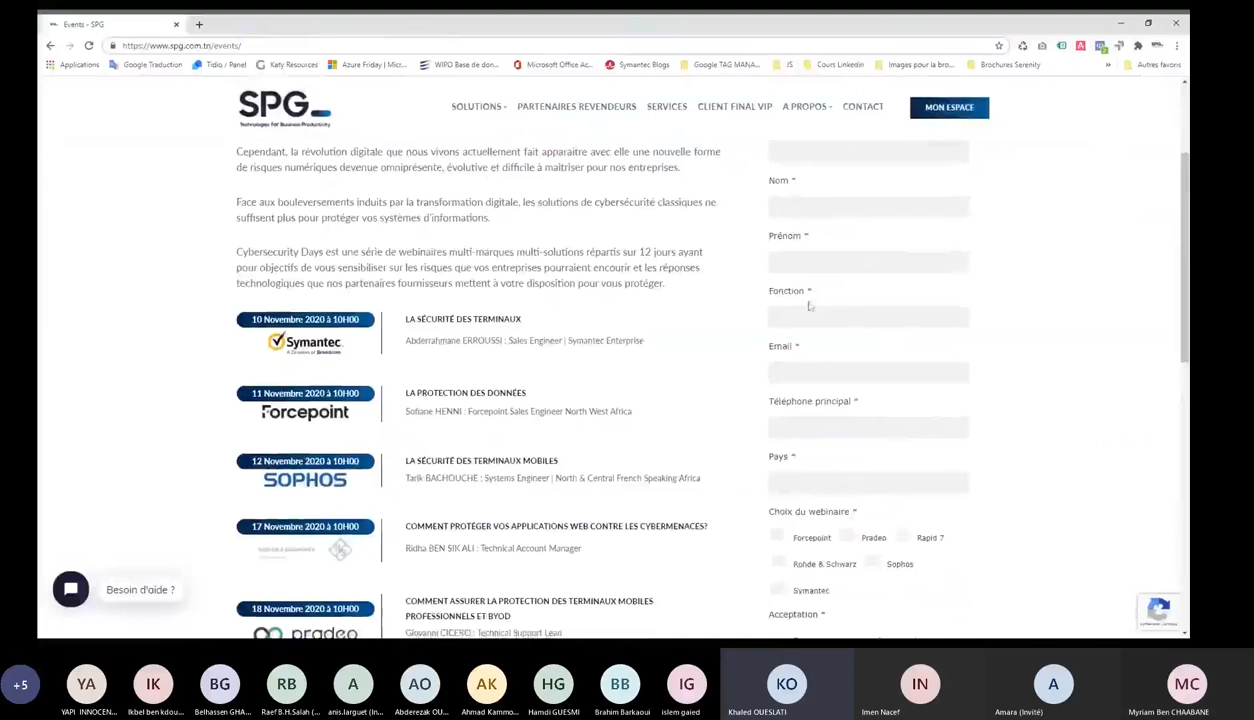 Events - SPG
https://www.spg.com.tn/events/
Applications
Google Traduction
Tidio / Panel
Katy Resources
Azure Friday | Micr...
WIPO Base de don...
Microsoft Office Ac...
Symantec Blogs
Google TAG MANA...
JS
Cours Linkedin
Images pour la bro...
Brochures Serenity
Autres favoris
SPG
Technologies For Business Productivity
SOLUTIONS
PARTENAIRES REVENDEURS
SERVICES
CLIENT FINAL VIP
A PROPOS
CONTACT
MON ESPACE
Cependant, la révolution digitale que nous vivons actuellement fait apparaître avec elle une nouvelle forme
de risques numériques devenue omniprésente, évolutive et difficile à maîtriser pour nos entreprises.
Face aux bouleversements induits par la transformation digitale, les solutions de cybersécurité classiques ne
suffisent plus pour protéger vos systèmes d'informations.
Cybersecurity Days est une série de webinaires multi-marques multi-solutions répartis sur 12 jours ayant
pour objectifs de vous sensibiliser sur les risques que vos entreprises pourraient encourir et les réponses
technologiques que nos partenaires fournisseurs mettent à votre disposition pour vous protéger.
10 Novembre 2020 à 10H00
Symantec
A Division of Broadcom
LA SÉCURITÉ DES TERMINAUX
Abderrahmane ERROUSSI : Sales Engineer | Symantec Enterprise
11 Novembre 2020 à 10H00
Forcepoint
LA PROTECTION DES DONNÉES
Sofiane HENNI : Forcepoint Sales Engineer North West Africa
12 Novembre 2020 à 10H00
SOPHOS
LA SÉCURITÉ DES TERMINAUX MOBILES
Tarik BACHOUCHE : Systems Engineer | North & Central French Speaking Africa
17 Novembre 2020 à 10H00
COMMENT PROTÉGER VOS APPLICATIONS WEB CONTRE LES CYBERMENACES?
Ridha BEN SIK ALI : Technical Account Manager
18 Novembre 2020 à 10H00
pradeo
COMMENT ASSURER LA PROTECTION DES TERMINAUX MOBILES
PROFESSIONNELS ET BYOD
Giovanni CICERO : Technical Support Lead
Nom *
Prénom *
Fonction *
Email *
Téléphone principal *
Pays *
Choix du webinaire *
Forcepoint
Pradeo
Rapid 7
Rohde & Schwarz
Sophos
Symantec
Acceptation *
Besoin d'aide ?
+5
YA
IK
BG
RB
A
AO
AK
HG
BB
IG
KO
IN
A
MC
YAPI INNOCEN...
Ikbel ben kdou...
Belhassen GHA...
Raef B.H.Salah (...
anis.larguet (In...
Abderezak OU...
Ahmad Kammo...
Hamdi GUESMI
Brahim Barkaoui
islem gaied
Khaled OUESLATI
Imen Nacef
Amara (Invité)
Myriam Ben CHAABANE